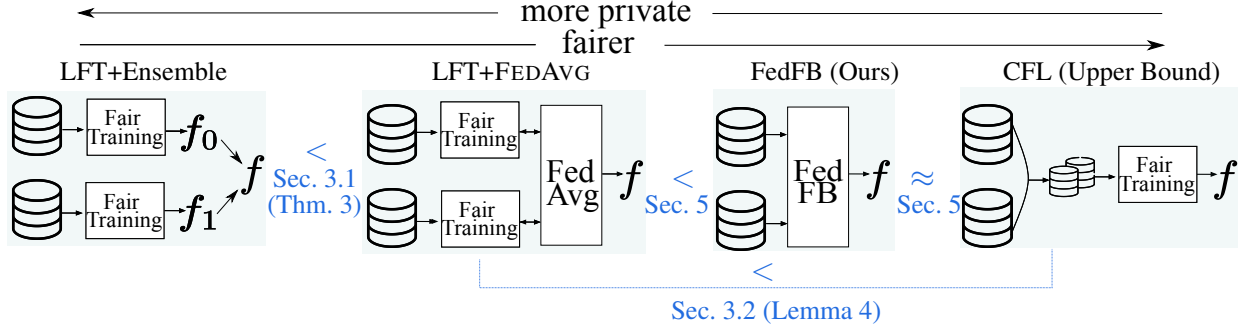 more private
fairer
LFT+Ensemble
Fair
Training
f0
Fair
Training
f1
f
<
Sec. 3.1
(Thm. 3)
LFT+FEDAVG
Fair
Training
Fair
Training
Fed
Avg
f
<
Sec. 5
FedFB (Ours)
Fed
FB
f
≈
Sec. 5
CFL (Upper Bound)
Fair
Training
f
<
Sec. 3.2 (Lemma 4)